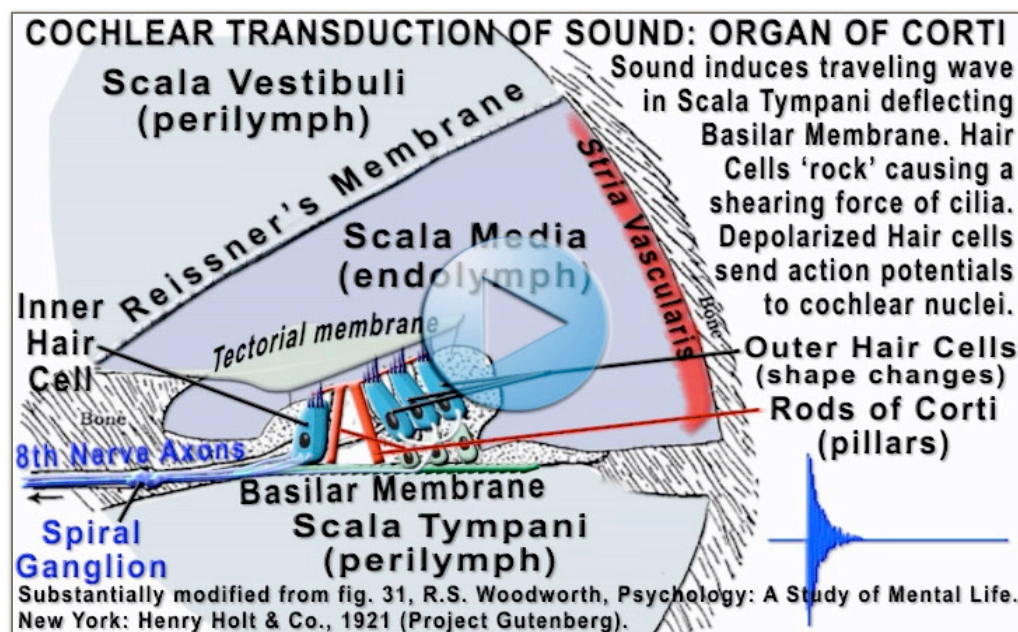 COCHLEAR TRANSDUCTION OF SOUND: ORGAN OF CORTI
Scala Vestibuli
(perilymph)
Sound induces traveling wave
in Scala Tympani deflecting
Basilar Membrane. Hair
Cells ‘rock’ causing a
shearing force of cilia.
Depolarized Hair cells
send action potentials
to cochlear nuclei.
Reissner's Membrane
Stria Vascularis
Bone
Scala Media
(endolymph)
Inner
Hair
Cell
Tectorial membrane
Outer Hair Cells
(shape changes)
Rods of Corti
(pillars)
Bone
8th Nerve Axons
Basilar Membrane
Spiral
Ganglion
Scala Tympani
(perilymph)
Substantially modified from fig. 31, R.S. Woodworth, Psychology: A Study of Mental Life.
New York: Henry Holt & Co., 1921 (Project Gutenberg).